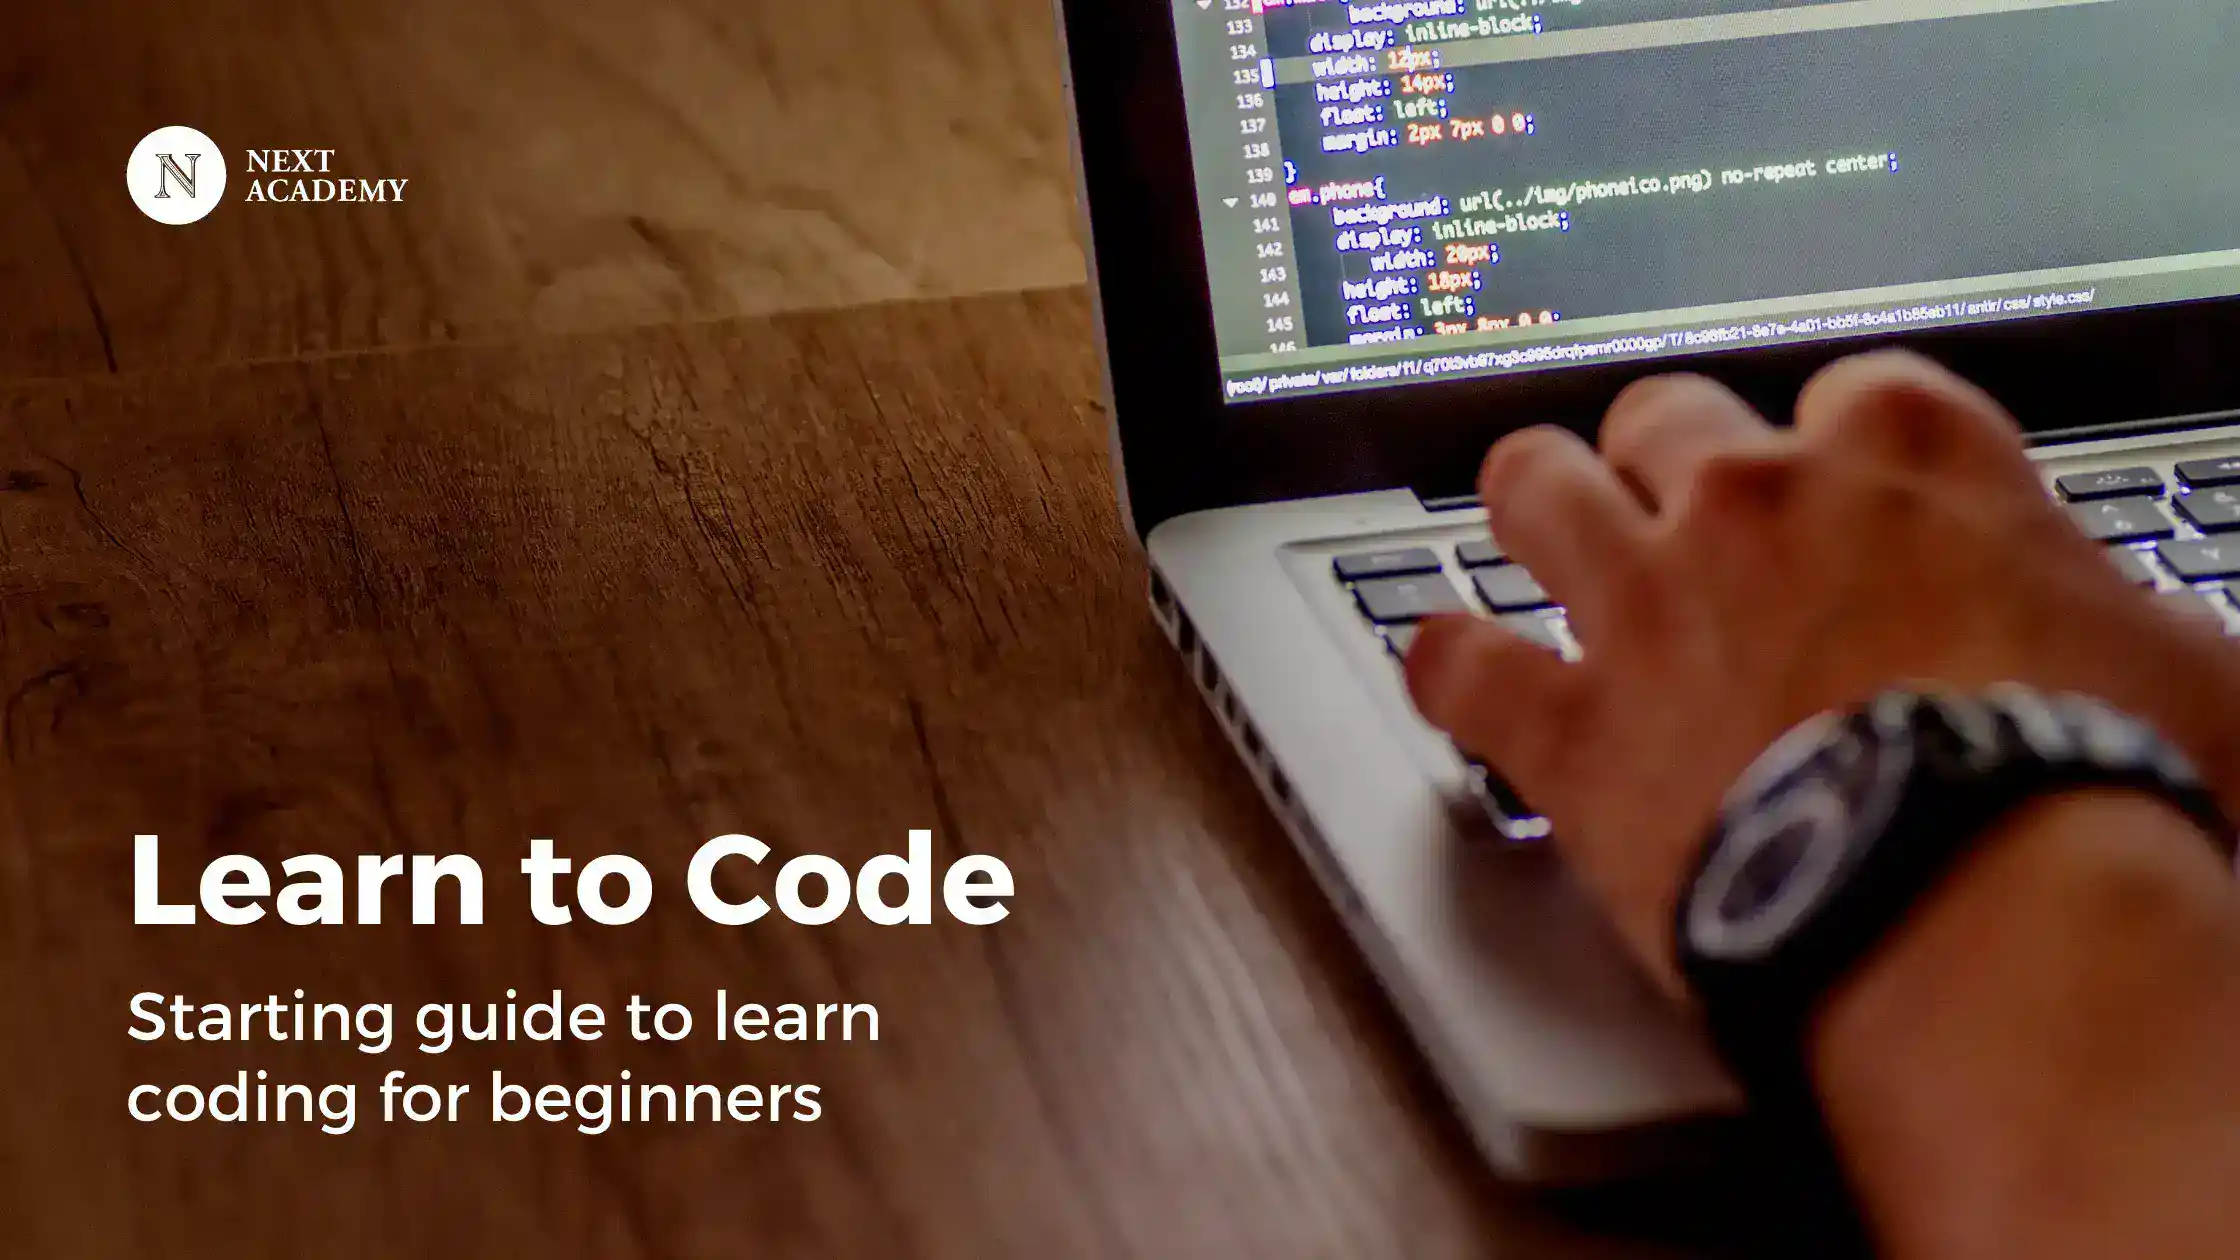 NEXT
ACADEMY
Learn to Code
Starting guide to learn
coding for beginners
133
display: inline-block;
134
width: 12px;
135
height: 14px;
136
float: left;
137
margin: 2px 7px 0 0;
138
139 }
140 em.phone{
141 background: url(../img/phoneico.png) no-repeat center;
142 display: inline-block;
143 width: 20px;
144 height: 18px;
145 float: left;
146